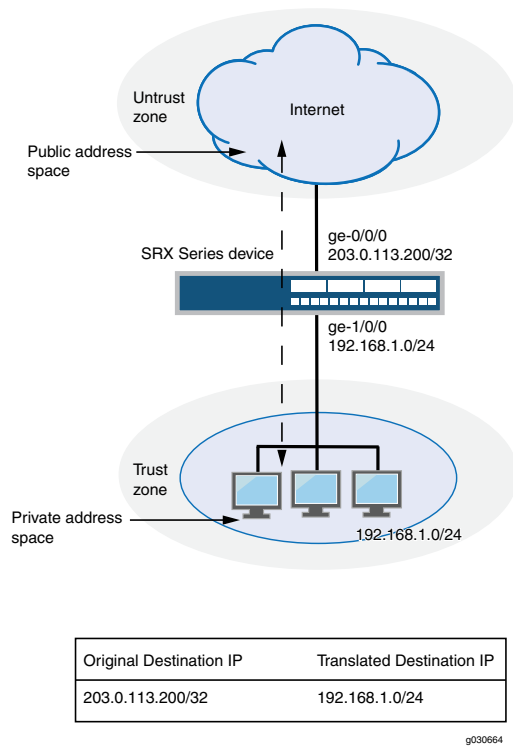 Untrust
zone
Internet
Public address
space
ge-0/0/0
203.0.113.200/32
SRX Series device
ge-1/0/0
192.168.1.0/24
Trust
zone
Private address
space
192.168.1.0/24
Original Destination IP Translated Destination IP
203.0.113.200/32 192.168.1.0/24
g030664